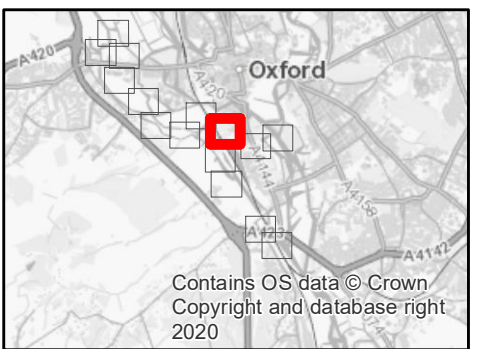 A420
Oxford
A420
A4144
A4158
A423
A4142
Contains OS data © Crown
Copyright and database right
2020